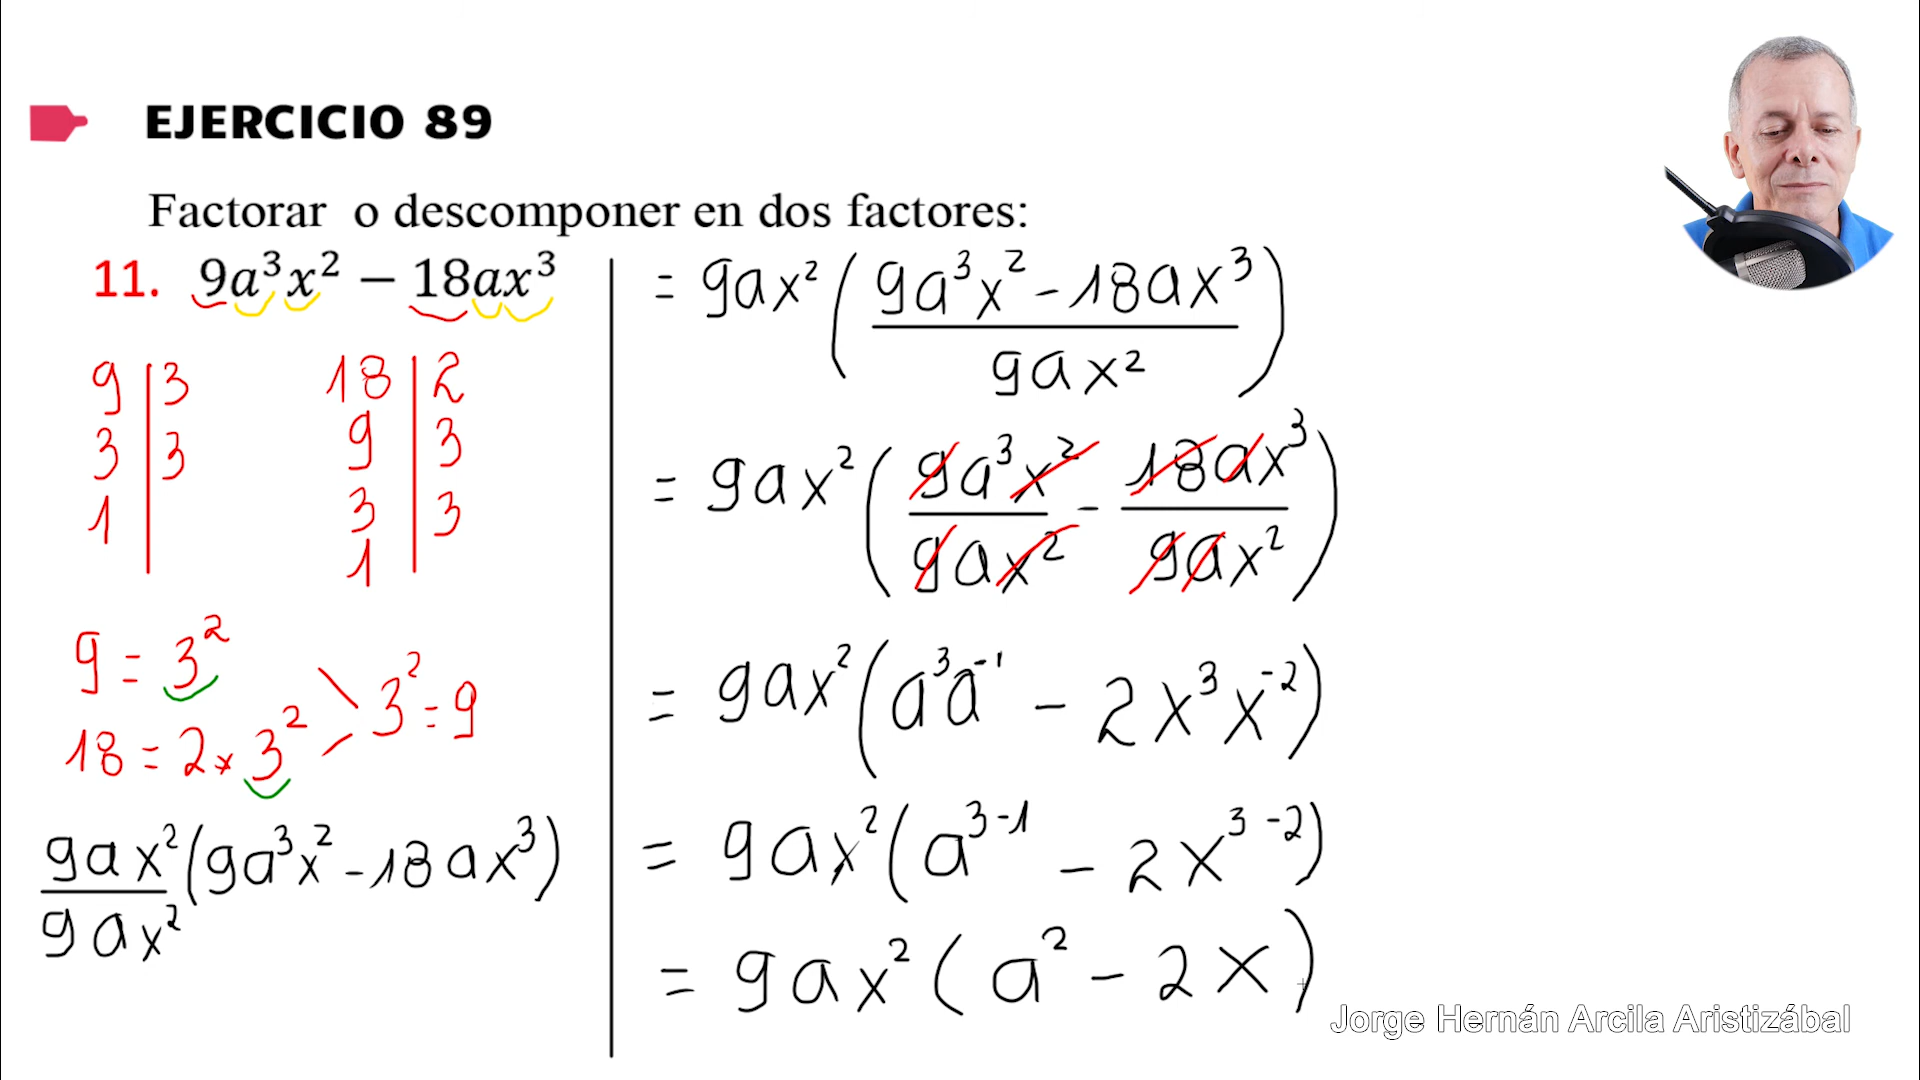 EJERCICIO 89
Factorar o descomponer en dos factores:
11. 9a³x² − 18ax³
9 | 3
3 | 3
1
18 | 2
9 | 3
3 | 3
1
9 = 3²
18 = 2 × 3²
3² = 9
9ax²/9ax² (9a³x² - 18ax³)
= 9ax² ( (9a³x² - 18ax³) / 9ax² )
= 9ax² ( 9a³x²/9ax² - 18ax³/9ax² )
= 9ax² (a³a⁻¹ - 2x³x⁻²)
= 9ax² (a³⁻¹ - 2x³⁻²)
= 9ax² (a² - 2x)
Jorge Hernán Arcila Aristizábal